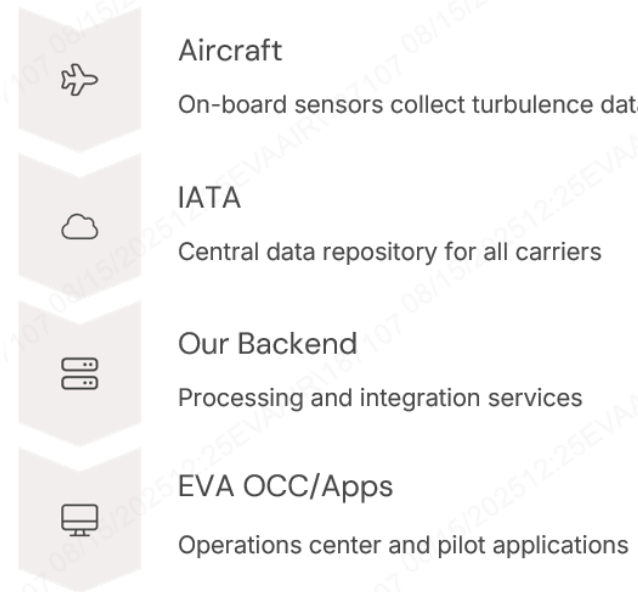 Aircraft
On-board sensors collect turbulence data
IATA
Central data repository for all carriers
Our Backend
Processing and integration services
EVA OCC/Apps
Operations center and pilot applications